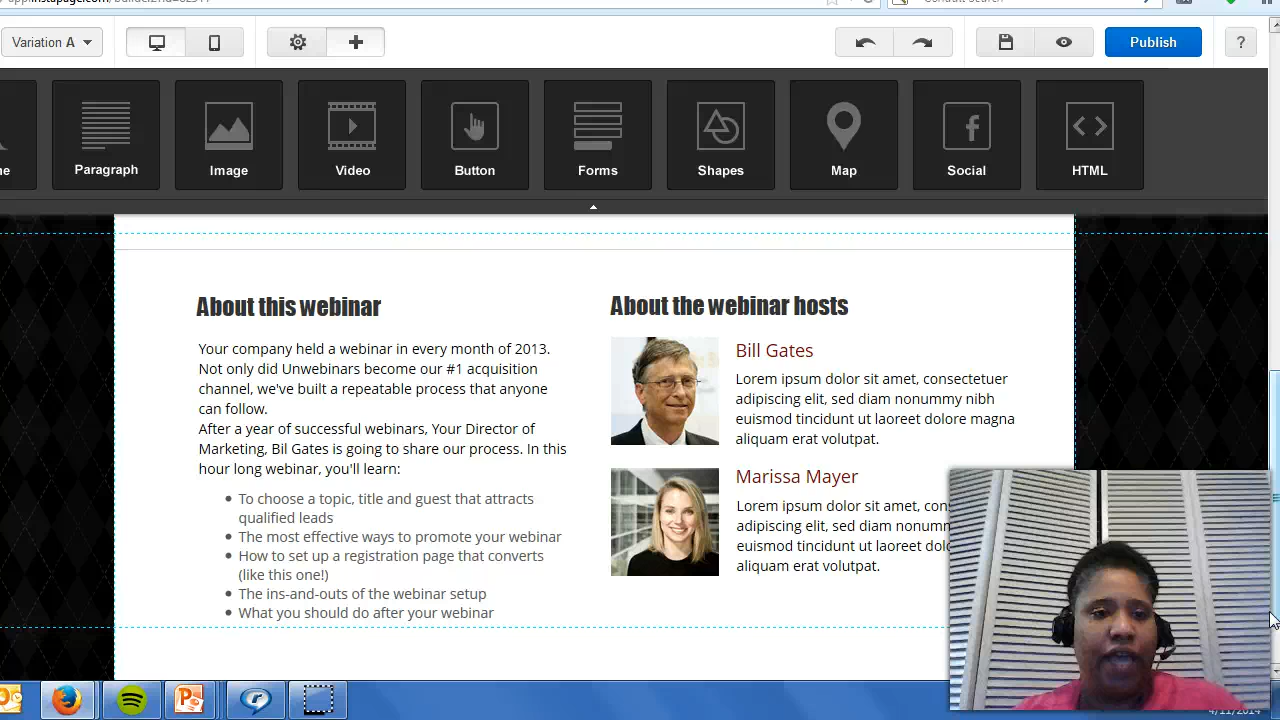 Variation A
Publish
?
Paragraph
Image
Video
Button
Forms
Shapes
Map
Social
HTML
About this webinar
Your company held a webinar in every month of 2013.
Not only did Unwebinars become our #1 acquisition
channel, we've built a repeatable process that anyone
can follow.
After a year of successful webinars, Your Director of
Marketing, Bil Gates is going to share our process. In this
hour long webinar, you'll learn:
• To choose a topic, title and guest that attracts
qualified leads
• The most effective ways to promote your webinar
• How to set up a registration page that converts
(like this one!)
• The ins-and-outs of the webinar setup
• What you should do after your webinar
About the webinar hosts
Bill Gates
Lorem ipsum dolor sit amet, consectetuer
adipiscing elit, sed diam nonummy nibh
euismod tincidunt ut laoreet dolore magna
aliquam erat volutpat.
Marissa Mayer
Lorem ipsum dolor sit amet, con
adipiscing elit, sed diam nonumm
euismod tincidunt ut laoreet dolo
aliquam erat volutpat.
4/11/2014